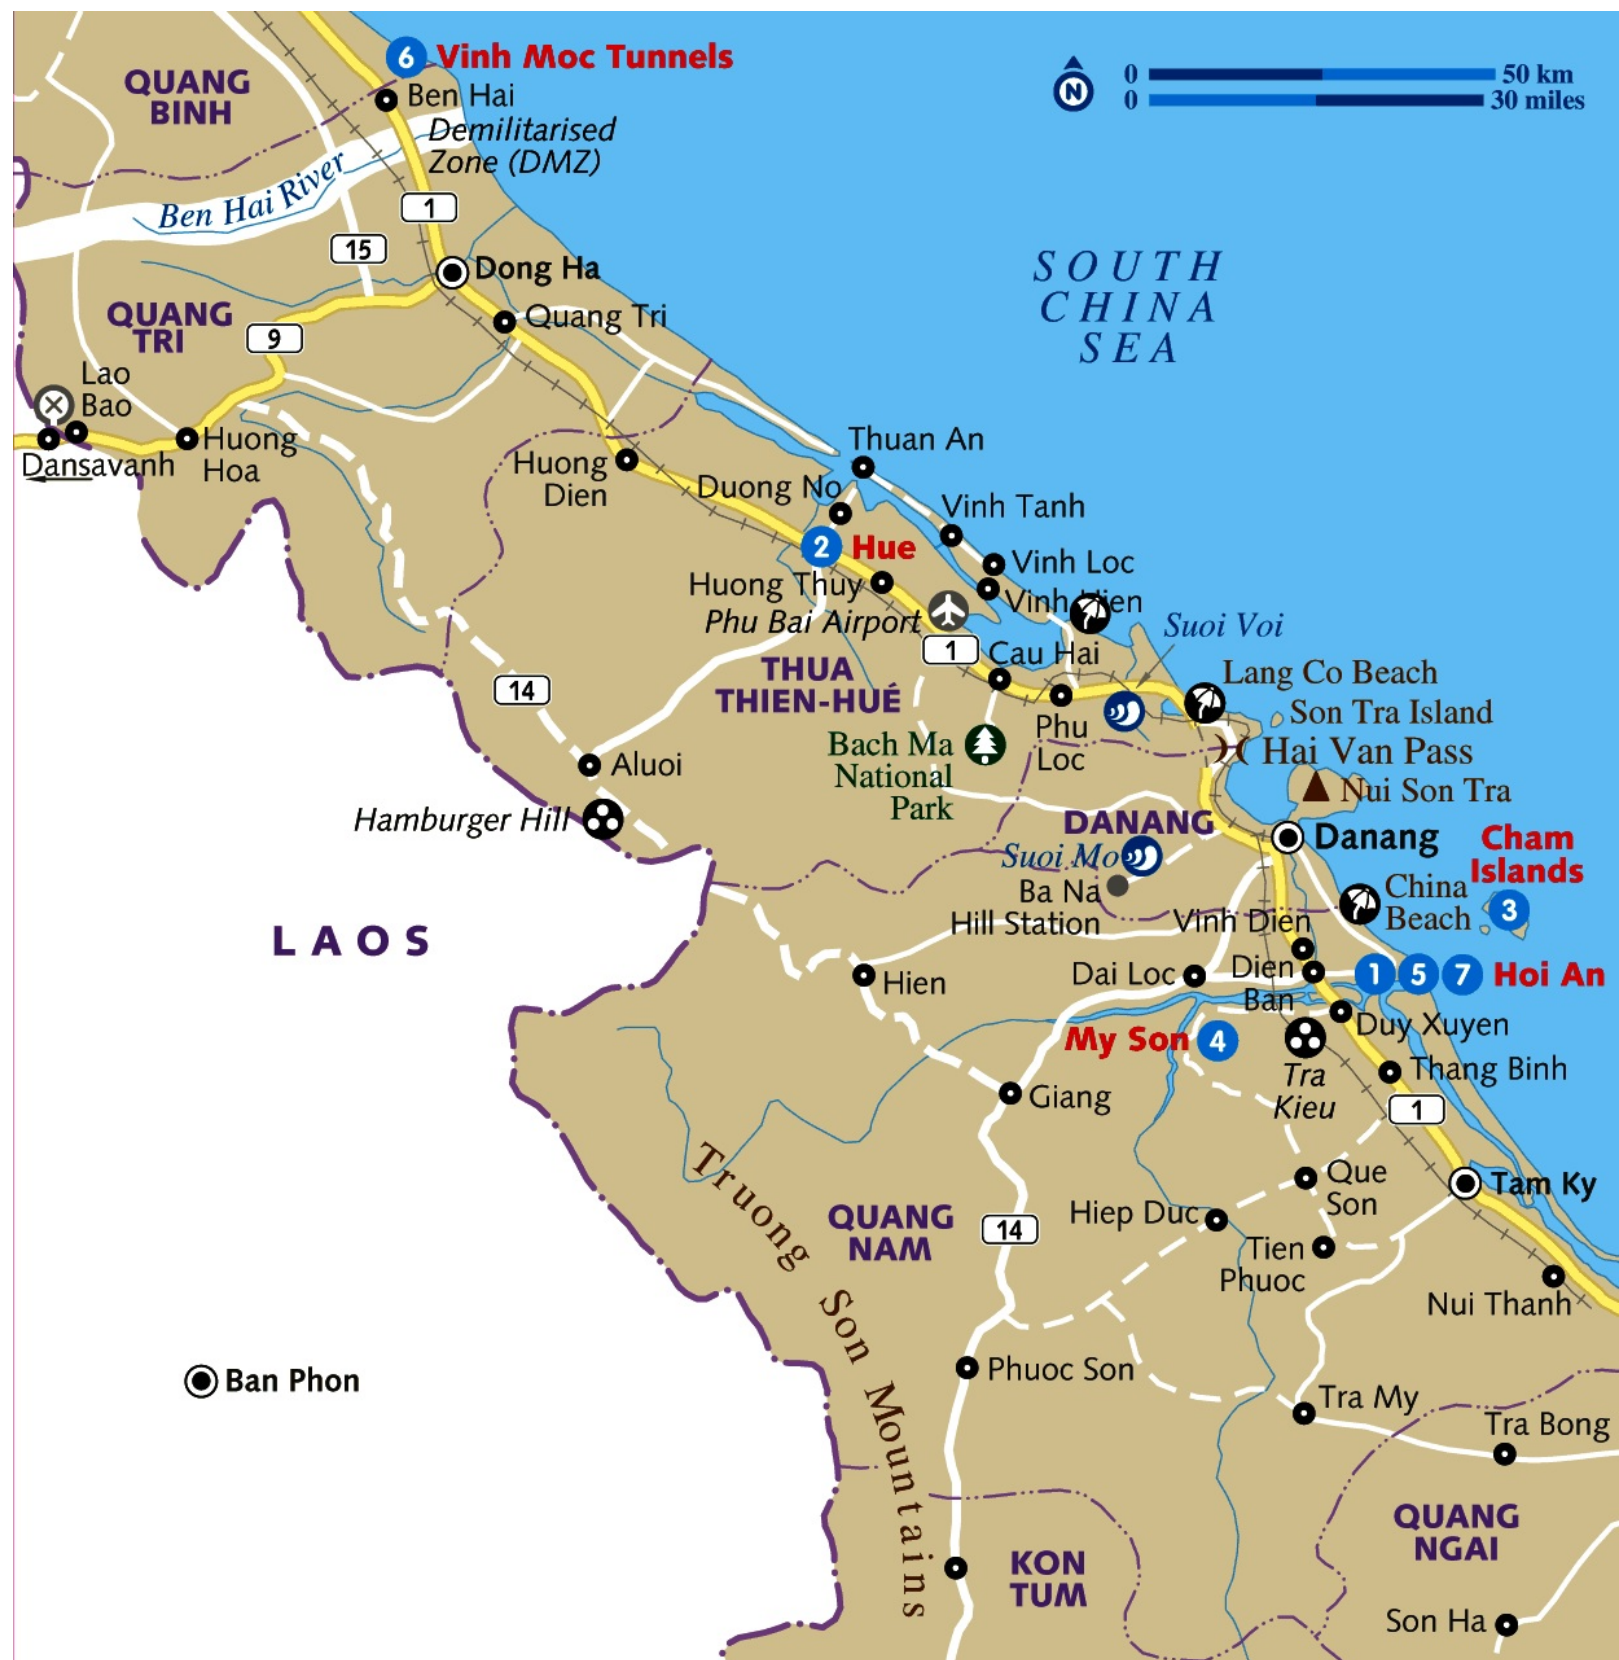 6 Vinh Moc Tunnels
QUANG
BINH
Ben Hai
Demilitarised
Zone (DMZ)
0 50 km
0 30 miles
N
Ben Hai River
1
15
Dong Ha
SOUTH
CHINA
SEA
QUANG
TRI
9
Quang Tri
Lao
Bao
Dansavanh
Huong
Hoa
Huong
Dien
Thuan An
Duong No
Vinh Tanh
2 Hue
Vinh Loc
Huong Thuy
Vinh Hien
Phu Bai Airport
Suoi Voi
1
Cau Hai
THUA
THIEN-HUÉ
14
Lang Co Beach
Son Tra Island
Phu
Loc
Hai Van Pass
Bach Ma
National
Park
Aluoi
Nui Son Tra
Hamburger Hill
DANANG
Danang
Cham
Islands
3
Suoi Mo
Ba Na
Hill Station
China
Beach
Vinh Dien
LAOS
Hien
Dai Loc
Dien
Ban
1 5 7 Hoi An
My Son 4
Duy Xuyen
Tra
Kieu
Thang Binh
Giang
1
Truong Son Mountains
Que
Son
Tam Ky
QUANG
NAM
14
Hiep Duc
Tien
Phuoc
Nui Thanh
Ban Phon
Phuoc Son
Tra My
Tra Bong
QUANG
NGAI
KON
TUM
Son Ha